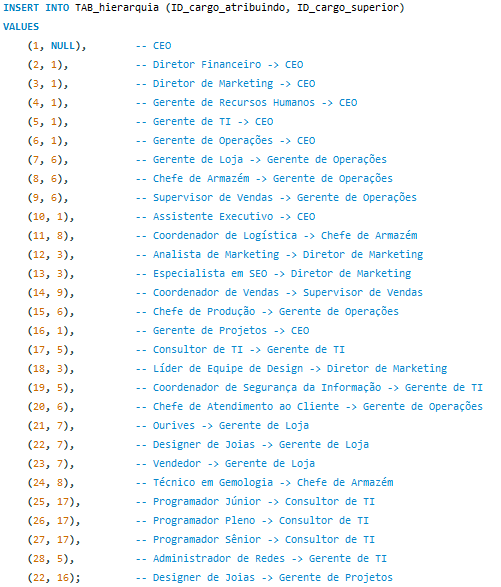 INSERT INTO TAB_hierarquia (ID_cargo_atribuindo, ID_cargo_superior)
VALUES
(1, NULL), -- CEO
(2, 1), -- Diretor Financeiro -> CEO
(3, 1), -- Diretor de Marketing -> CEO
(4, 1), -- Gerente de Recursos Humanos -> CEO
(5, 1), -- Gerente de TI -> CEO
(6, 1), -- Gerente de Operações -> CEO
(7, 6), -- Gerente de Loja -> Gerente de Operações
(8, 6), -- Chefe de Armazém -> Gerente de Operações
(9, 6), -- Supervisor de Vendas -> Gerente de Operações
(10, 1), -- Assistente Executivo -> CEO
(11, 8), -- Coordenador de Logística -> Chefe de Armazém
(12, 3), -- Analista de Marketing -> Diretor de Marketing
(13, 3), -- Especialista em SEO -> Diretor de Marketing
(14, 9), -- Coordenador de Vendas -> Supervisor de Vendas
(15, 6), -- Chefe de Produção -> Gerente de Operações
(16, 1), -- Gerente de Projetos -> CEO
(17, 5), -- Consultor de TI -> Gerente de TI
(18, 3), -- Líder de Equipe de Design -> Diretor de Marketing
(19, 5), -- Coordenador de Segurança da Informação -> Gerente de TI
(20, 6), -- Chefe de Atendimento ao Cliente -> Gerente de Operações
(21, 7), -- Ourives -> Gerente de Loja
(22, 7), -- Designer de Joias -> Gerente de Loja
(23, 7), -- Vendedor -> Gerente de Loja
(24, 8), -- Técnico em Gemologia -> Chefe de Armazém
(25, 17), -- Programador Júnior -> Consultor de TI
(26, 17), -- Programador Pleno -> Consultor de TI
(27, 17), -- Programador Sênior -> Consultor de TI
(28, 5), -- Administrador de Redes -> Gerente de TI
(22, 16); -- Designer de Joias -> Gerente de Projetos